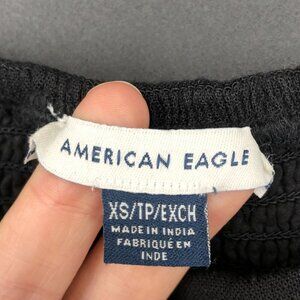 AMERICAN EAGLE
XS/TP/EXCH
MADE IN INDIA
FABRIQUÉ EN
INDE